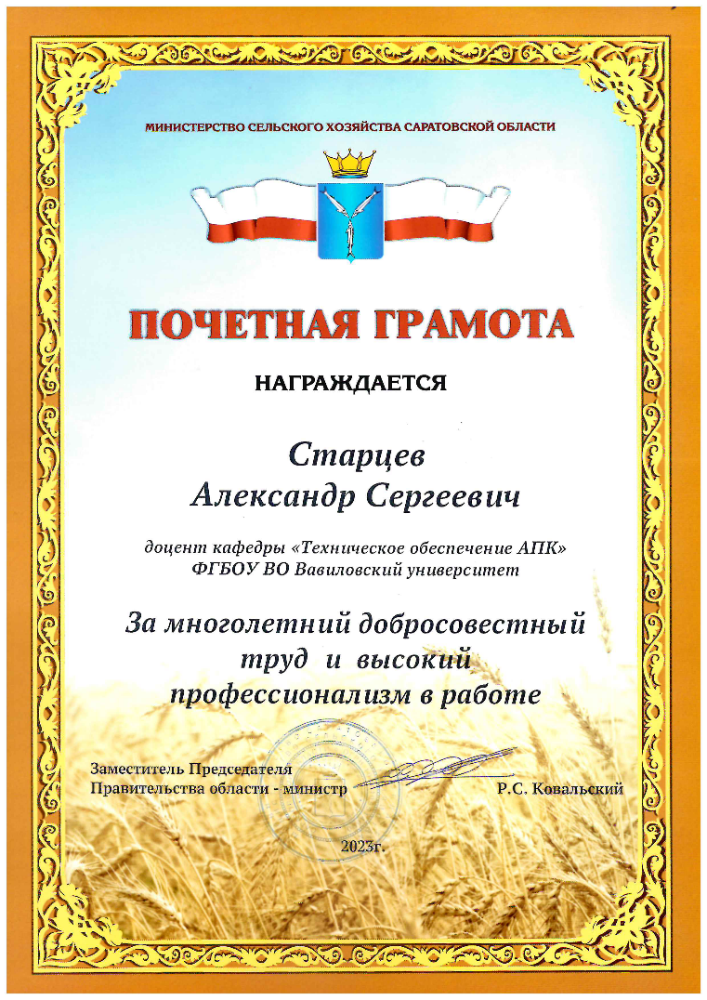 МИНИСТЕРСТВО СЕЛЬСКОГО ХОЗЯЙСТВА САРАТОВСКОЙ ОБЛАСТИ
ПОЧЕТНАЯ ГРАМОТА
НАГРАЖДАЕТСЯ
Старцев
Александр Сергеевич
доцент кафедры «Техническое обеспечение АПК»
ФГБОУ ВО Вавиловский университет
За многолетний добросовестный
труд и высокий
профессионализм в работе
Заместитель Председателя
Правительства области - министр
Р.С. Ковальский
2023г.